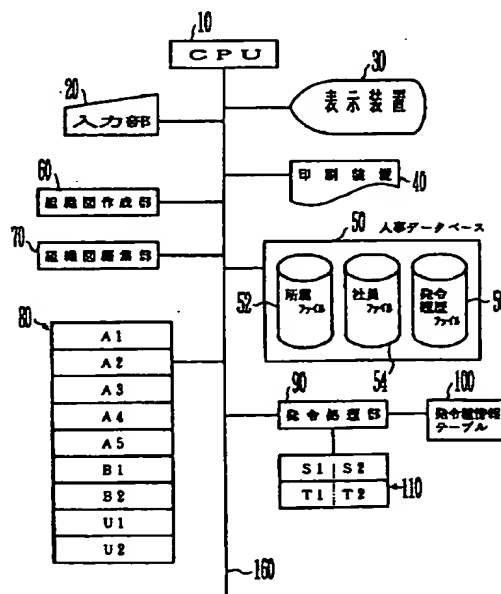 10
CPU
20
入力部
30
表示装置
印刷装置
40
60
組織図作成部
70
組織図編集部
50
人事データベース
52
所属
ファイル
社員
ファイル
発令
履歴
ファイル
54
80
A1
A2
A3
A4
A5
B1
B2
U1
U2
90
発令処理部
100
発令種情報
テーブル
S1 S2
T1 T2
110
160